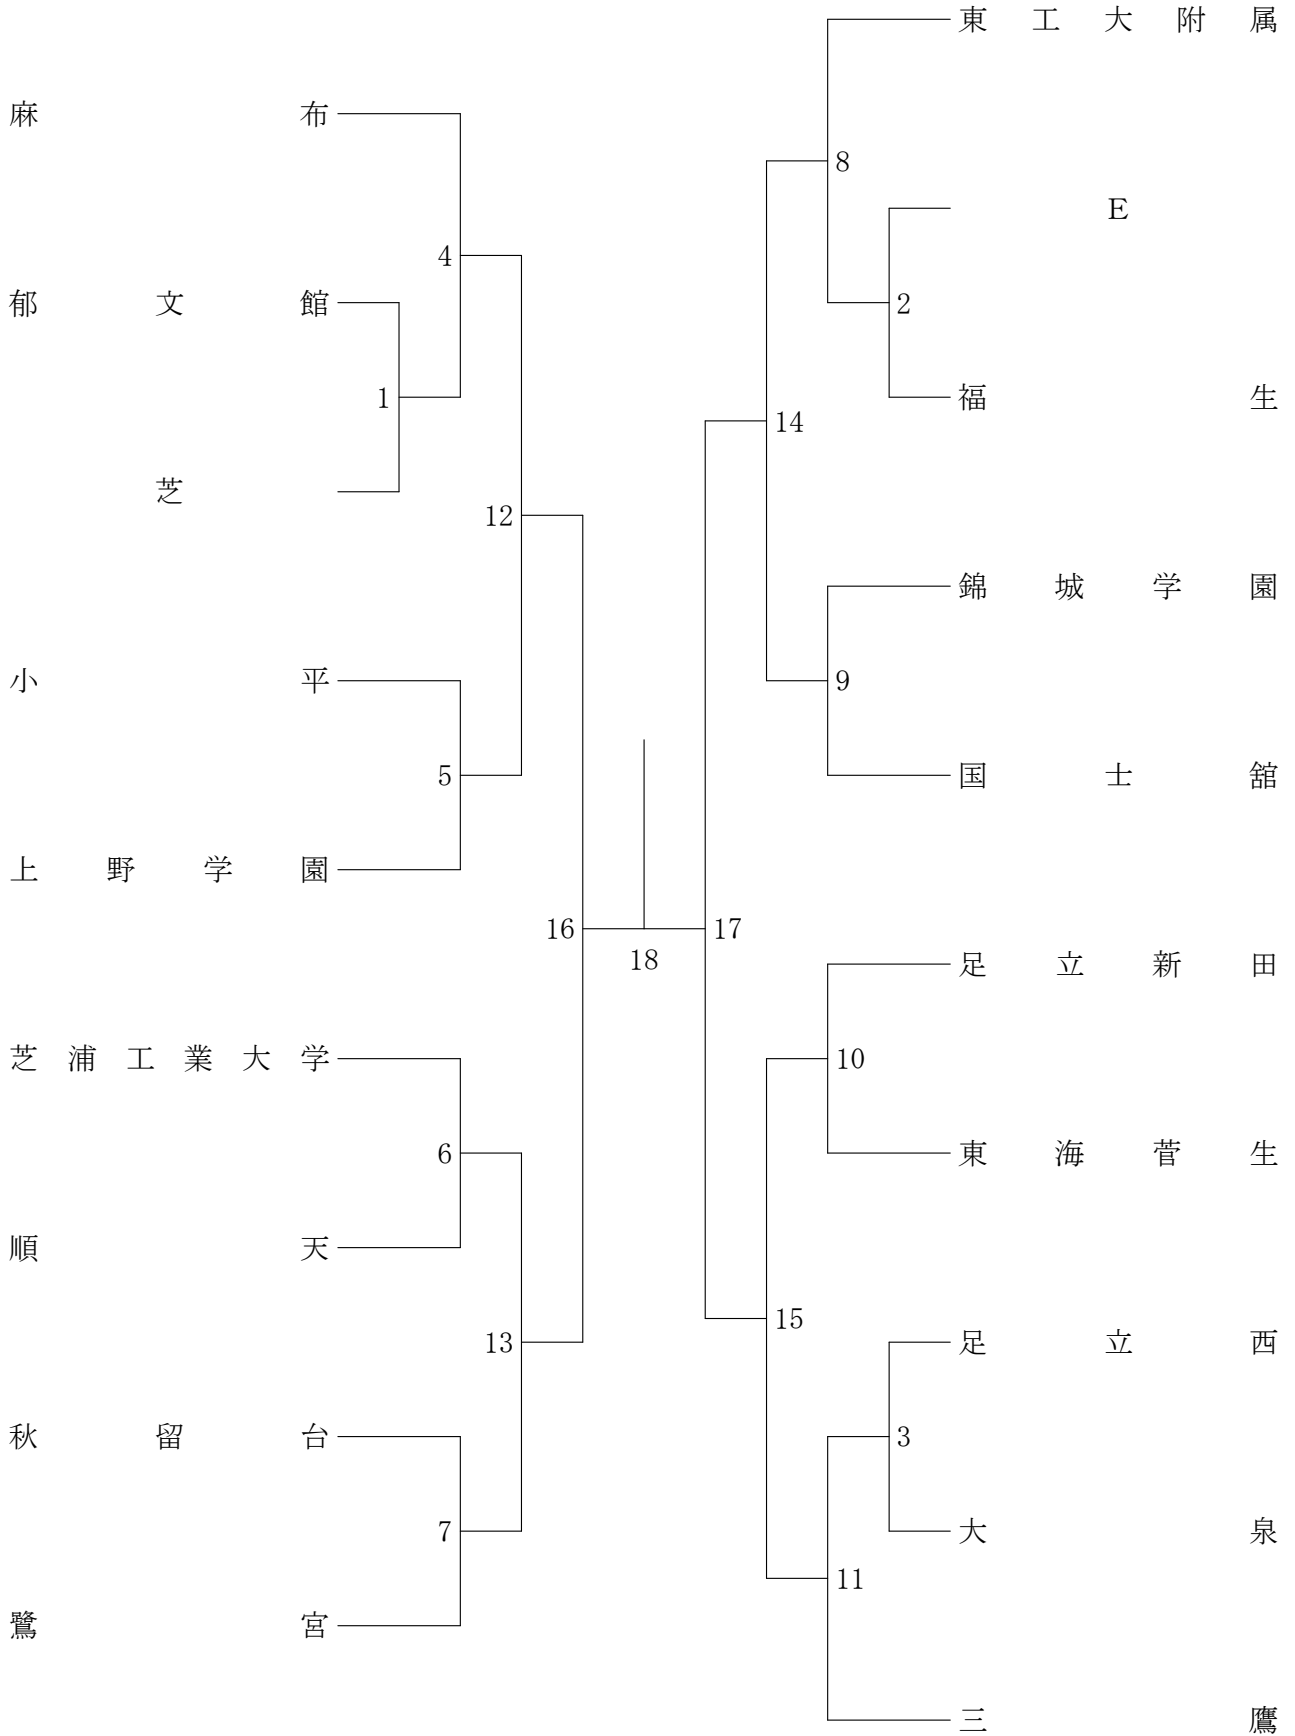 東工大附属
麻布
8
E
4
郁文館
2
1
福生
14
芝
12
錦城学園
小平
9
5
国士舘
上野学園
16
17
18
足立新田
芝浦工業大学
10
6
東海菅生
順天
15
13
足立西
秋留台
3
7
大泉
11
鷺宮
三鷹